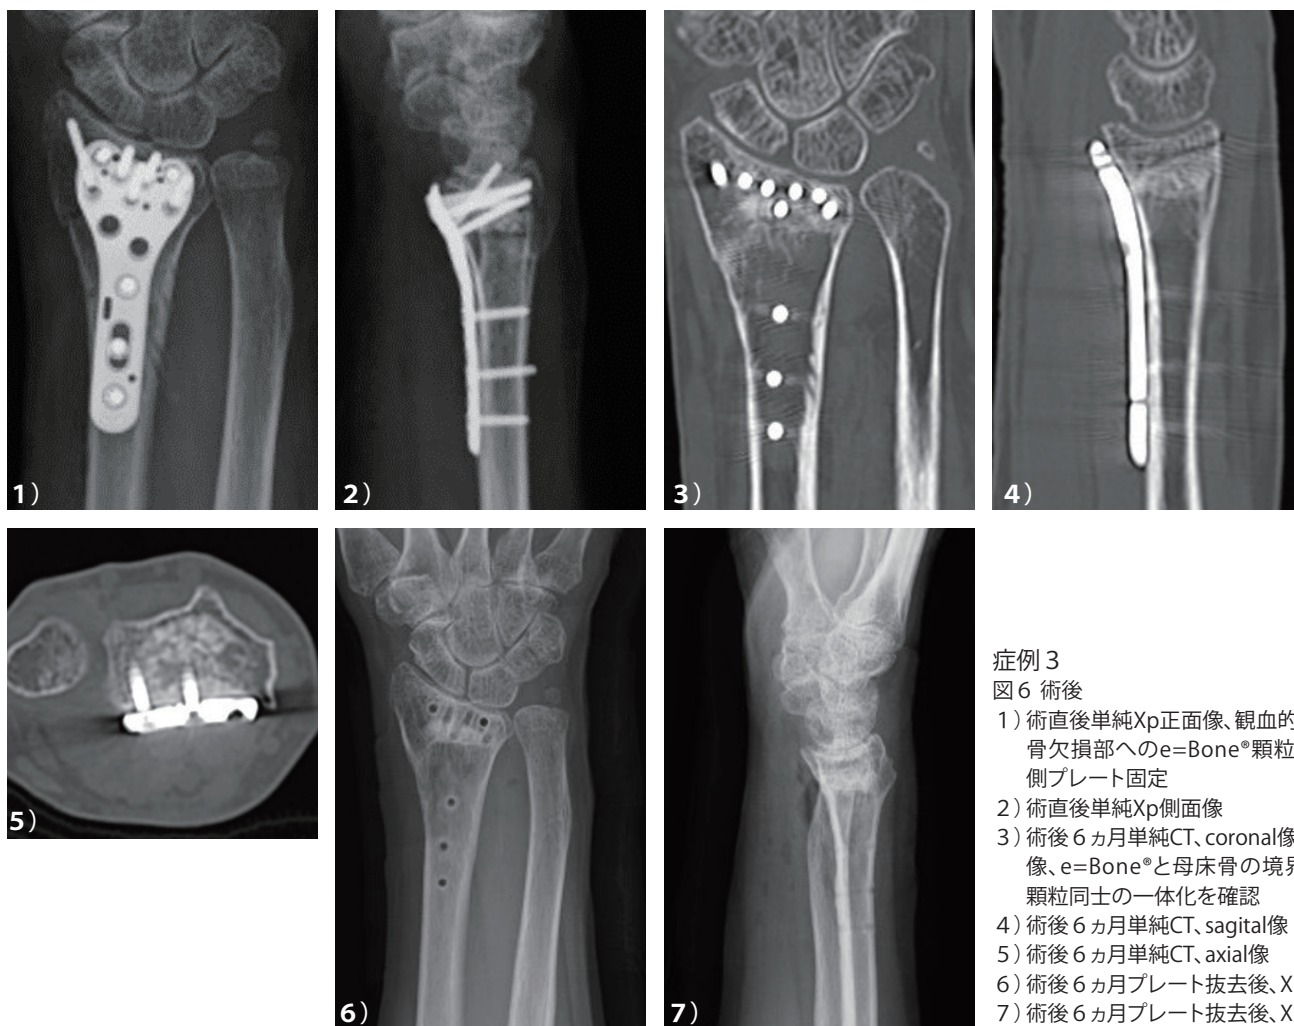 1）
2）
3）
4）
5）
6）
7）
症例３
図６ 術後
１）術直後単純Xp正面像、観血的
骨欠損部へのe=Bone®顆粒
側プレート固定
２）術直後単純Xp側面像
３）術後６ヵ月単純CT、coronal像
像、e=Bone®と母床骨の境界
顆粒同士の一体化を確認
４）術後６ヵ月単純CT、sagital像
５）術後６ヵ月単純CT、axial像
６）術後６ヵ月プレート抜去後、X
７）術後６ヵ月プレート抜去後、X